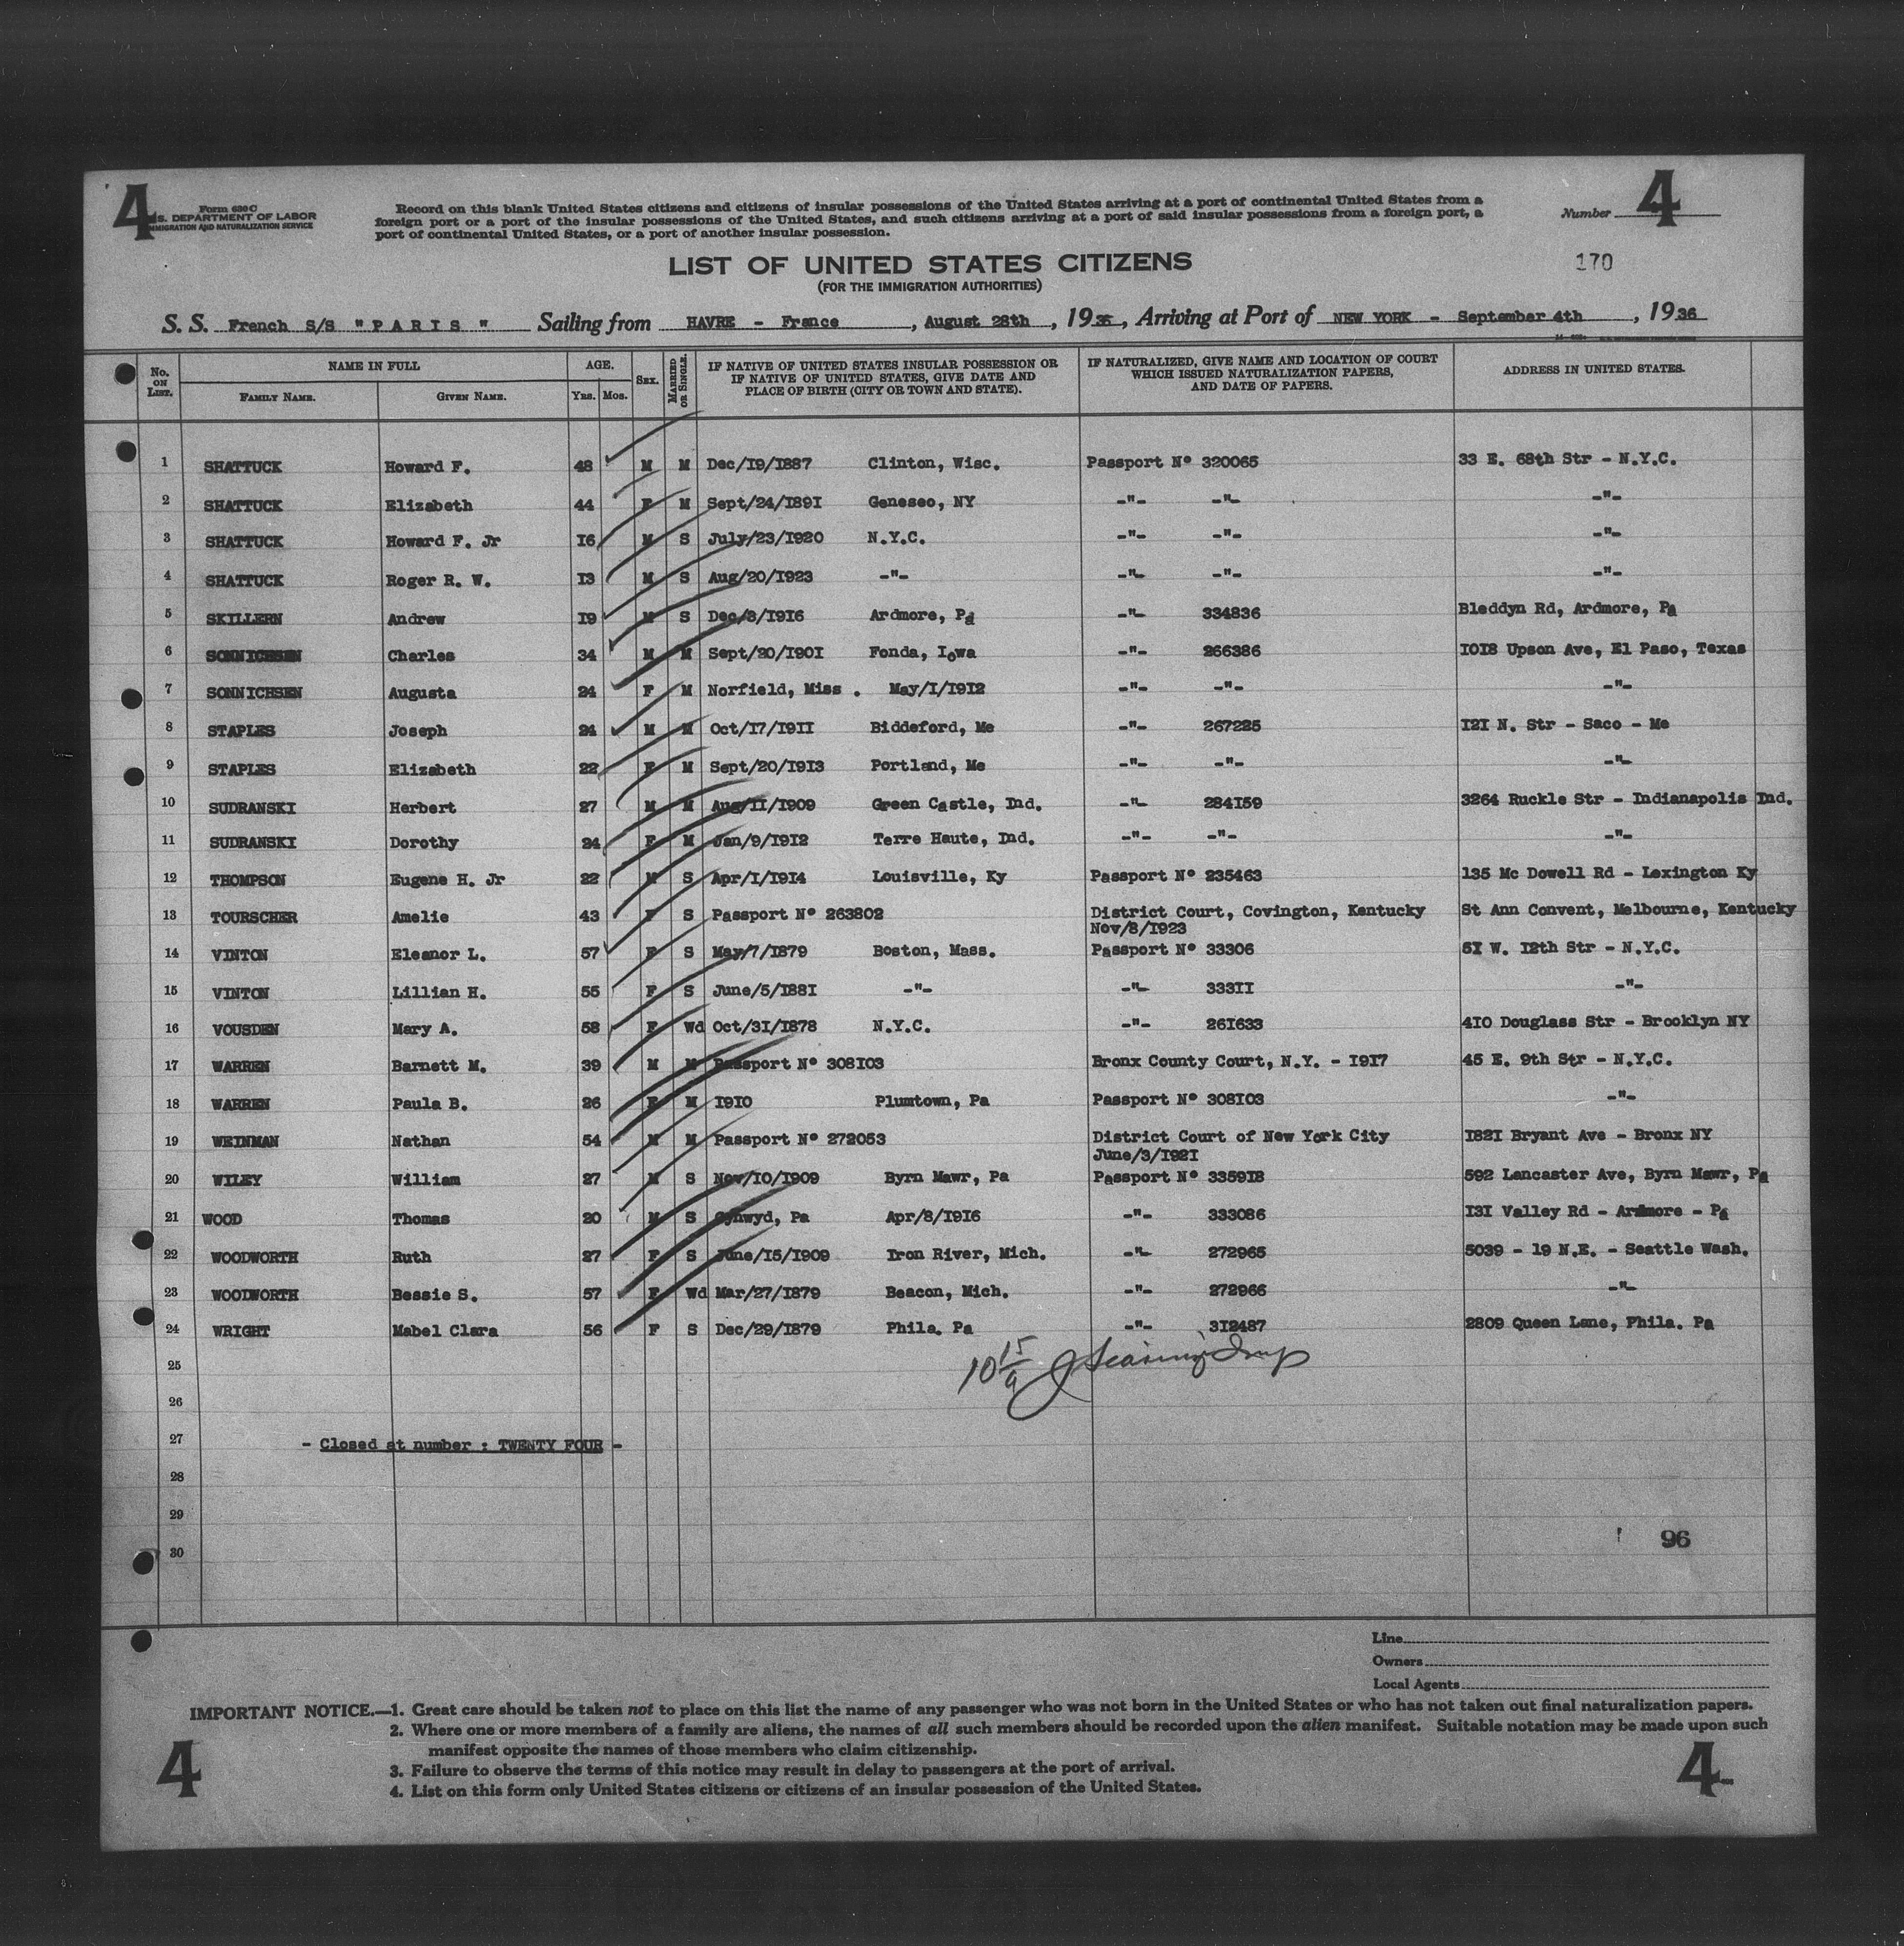 4
Form 630 C
S. DEPARTMENT OF LABOR
IMMIGRATION AND NATURALIZATION SERVICE
Record on this blank United States citizens and citizens of insular possessions of the United States arriving at a port of continental United States from a
foreign port or a port of the insular possessions of the United States, and such citizens arriving at a port of said insular possessions from a foreign port, a
port of continental United States, or a port of another insular possession.
Number 4
170
LIST OF UNITED STATES CITIZENS
(FOR THE IMMIGRATION AUTHORITIES)
S. S. French S/S "PARIS" Sailing from HAVRE - France, August 28th, 1936, Arriving at Port of NEW YORK - September 4th, 1936
No. ON LIST. NAME IN FULL FAMILY NAME. GIVEN NAME. AGE. Yrs. Mos. SEX. MARRIED OR SINGLE. IF NATIVE OF UNITED STATES INSULAR POSSESSION OR IF NATIVE OF UNITED STATES, GIVE DATE AND PLACE OF BIRTH (CITY OR TOWN AND STATE). IF NATURALIZED, GIVE NAME AND LOCATION OF COURT WHICH ISSUED NATURALIZATION PAPERS, AND DATE OF PAPERS. ADDRESS IN UNITED STATES.
1 SHATTUCK Howard F. 48 M M Dec/19/1887 Clinton, Wisc. Passport Nº 320065 33 E. 68th Str - N.Y.C.
2 SHATTUCK Elizabeth 44 F M Sept/24/1891 Geneseo, NY -"- -"- -"-
3 SHATTUCK Howard F. Jr 16 M S July/23/1920 N.Y.C. -"- -"- -"-
4 SHATTUCK Roger R. W. 13 M S Aug/20/1923 -"- -"- -"- -"-
5 SKILLERN Andrew 19 M S Dec/8/1916 Ardmore, Pa -"- 334836 Bleddyn Rd, Ardmore, Pa
6 SONNICHSEN Charles 34 M M Sept/20/1901 Fonda, Iowa -"- 266386 1018 Upson Ave, El Paso, Texas
7 SONNICHSEN Augusta 24 F M Norfield, Miss . May/1/1912 -"- -"- -"-
8 STAPLES Joseph 24 M M Oct/17/1911 Biddeford, Me -"- 267225 121 N. Str - Saco - Me
9 STAPLES Elizabeth 22 F M Sept/20/1913 Portland, Me -"- -"- -"-
10 SUDRANSKI Herbert 27 M M Aug/11/1909 Green Castle, Ind. -"- 284159 3264 Ruckle Str - Indianapolis Ind.
11 SUDRANSKI Dorothy 24 F M Jan/9/1912 Terre Haute, Ind. -"- -"- -"-
12 THOMPSON Eugene H. Jr 22 M S Apr/1/1914 Louisville, Ky Passport Nº 235463 135 Mc Dowell Rd - Lexington Ky
13 TOURSCHER Amelie 43 F S Passport Nº 263802 District Court, Covington, Kentucky St Ann Convent, Melbourne, Kentucky
Nov/8/1923
14 VINTON Eleanor L. 57 F S May/7/1879 Boston, Mass. Passport Nº 33306 51 W. 12th Str - N.Y.C.
15 VINTON Lillian H. 55 F S June/5/1881 -"- -"- 33311 -"-
16 VOUSDEN Mary A. 58 F Wd Oct/31/1878 N.Y.C. -"- 261633 410 Douglass Str - Brooklyn NY
17 WARREN Barnett M. 39 M M Passport Nº 308103 Bronx County Court, N.Y. - 1917 45 E. 9th Str - N.Y.C.
18 WARREN Paula B. 26 F M 1910 Plumtown, Pa Passport Nº 308103 -"-
19 WEINMAN Nathan 54 M M Passport Nº 272053 District Court of New York City 1821 Bryant Ave - Bronx NY
June/3/1921
20 WILEY William 27 M S Nov/10/1909 Byrn Mawr, Pa Passport Nº 335918 592 Lancaster Ave, Byrn Mawr, Pa
21 WOOD Thomas 20 M S Cynwyd, Pa Apr/8/1916 -"- 333086 131 Valley Rd - Ardmore - Pa
22 WOODWORTH Ruth 27 F S June/15/1909 Iron River, Mich. -"- 272965 5039 - 19 N.E. - Seattle Wash.
23 WOODWORTH Bessie S. 57 F Wd Mar/27/1879 Beacon, Mich. -"- 272966 -"-
24 WRIGHT Mabel Clara 56 F S Dec/29/1879 Phila. Pa -"- 312487 2809 Queen Lane, Phila. Pa
25
10 15/9
26
27 - Closed at number : TWENTY FOUR -
28
29
30
96
Line
Owners
Local Agents
IMPORTANT NOTICE.—1. Great care should be taken not to place on this list the name of any passenger who was not born in the United States or who has not taken out final naturalization papers.
2. Where one or more members of a family are aliens, the names of all such members should be recorded upon the alien manifest. Suitable notation may be made upon such
manifest opposite the names of those members who claim citizenship.
3. Failure to observe the terms of this notice may result in delay to passengers at the port of arrival.
4. List on this form only United States citizens or citizens of an insular possession of the United States.
4
4